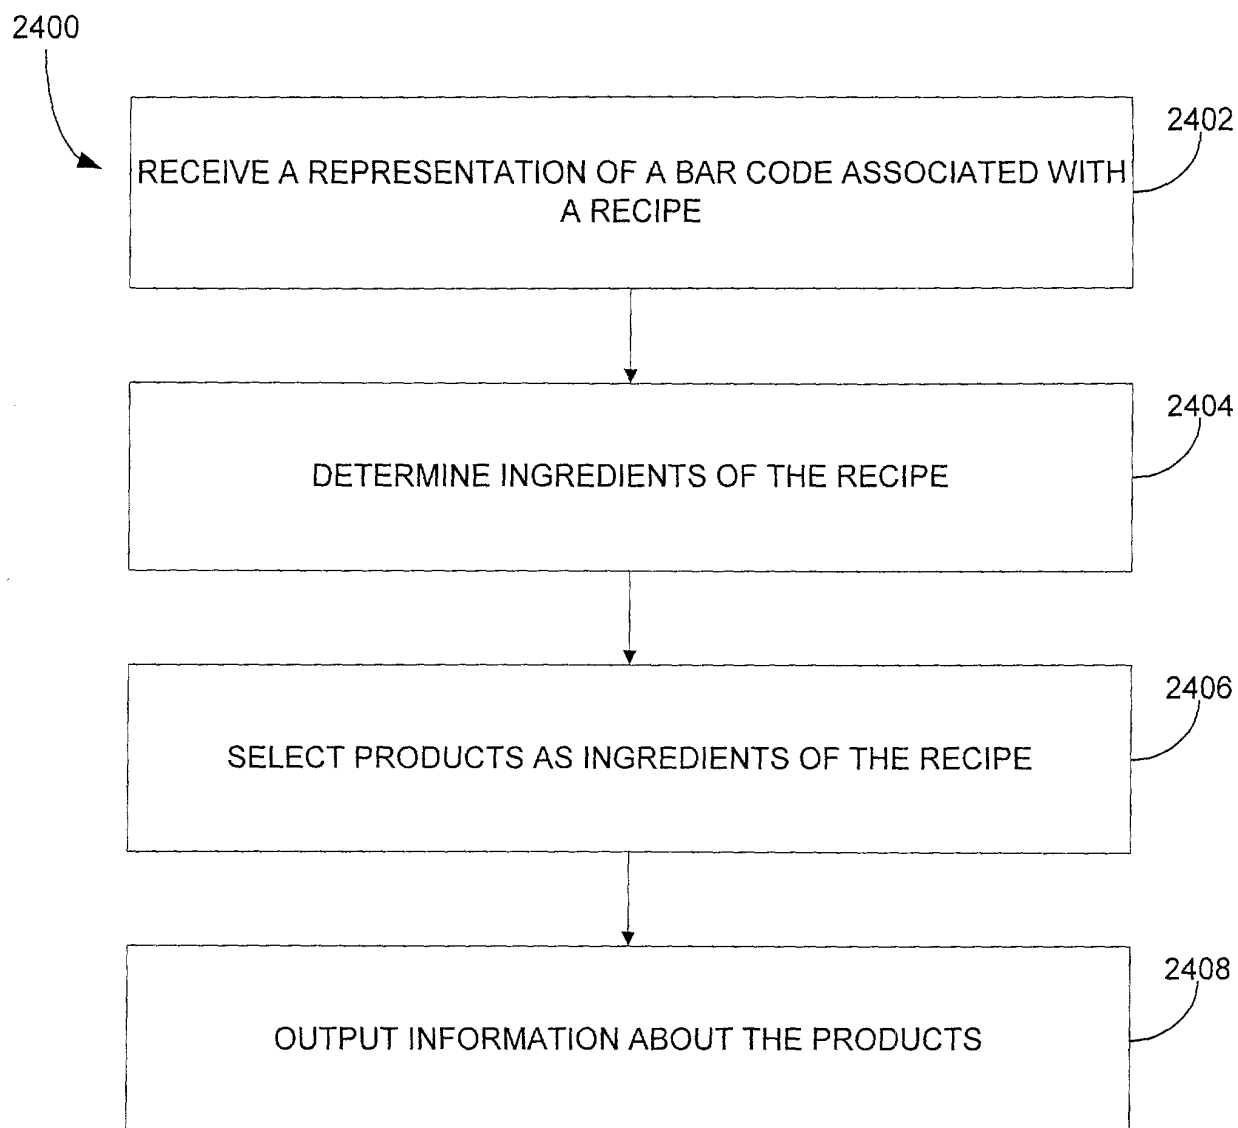 2400
2402
RECEIVE A REPRESENTATION OF A BAR CODE ASSOCIATED WITH
A RECIPE
2404
DETERMINE INGREDIENTS OF THE RECIPE
2406
SELECT PRODUCTS AS INGREDIENTS OF THE RECIPE
2408
OUTPUT INFORMATION ABOUT THE PRODUCTS